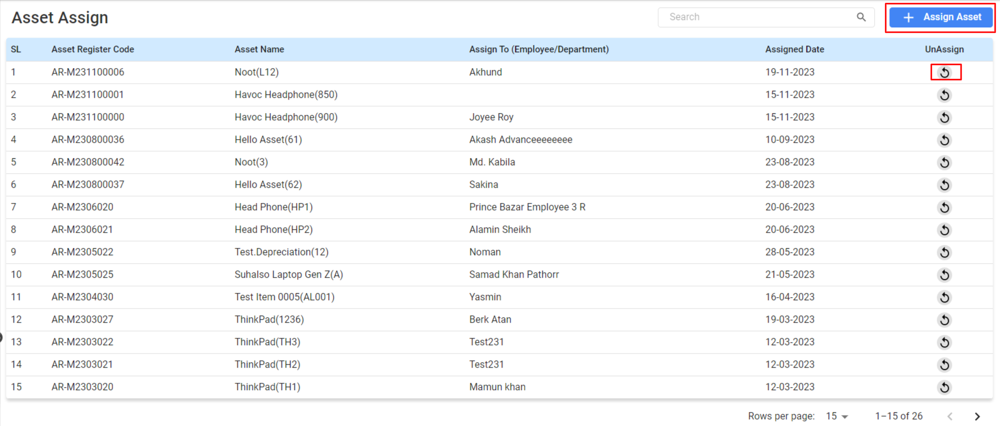 Asset Assign
Search
Assign Asset
SL Asset Register Code Asset Name Assign To (Employee/Department) Assigned Date UnAssign
1 AR-M231100006 Noot(L12) Akhund 19-11-2023
2 AR-M231100001 Havoc Headphone(850) 15-11-2023
3 AR-M231100000 Havoc Headphone(900) Joyee Roy 15-11-2023
4 AR-M230800036 Hello Asset(61) Akash Advanceeeeeeee 10-09-2023
5 AR-M230800042 Noot(3) Md. Kabila 23-08-2023
6 AR-M230800037 Hello Asset(62) Sakina 23-08-2023
7 AR-M2306020 Head Phone(HP1) Prince Bazar Employee 3 R 20-06-2023
8 AR-M2306021 Head Phone(HP2) Alamin Sheikh 20-06-2023
9 AR-M2305022 Test.Depreciation(12) Noman 28-05-2023
10 AR-M2305025 Suhalso Laptop Gen Z(A) Samad Khan Pathorr 21-05-2023
11 AR-M2304030 Test Item 0005(AL001) Yasmin 16-04-2023
12 AR-M2303027 ThinkPad(1236) Berk Atan 19-03-2023
13 AR-M2303022 ThinkPad(TH3) Test231 12-03-2023
14 AR-M2303021 ThinkPad(TH2) Test231 12-03-2023
15 AR-M2303020 ThinkPad(TH1) Mamun khan 12-03-2023
Rows per page: 15 1–15 of 26